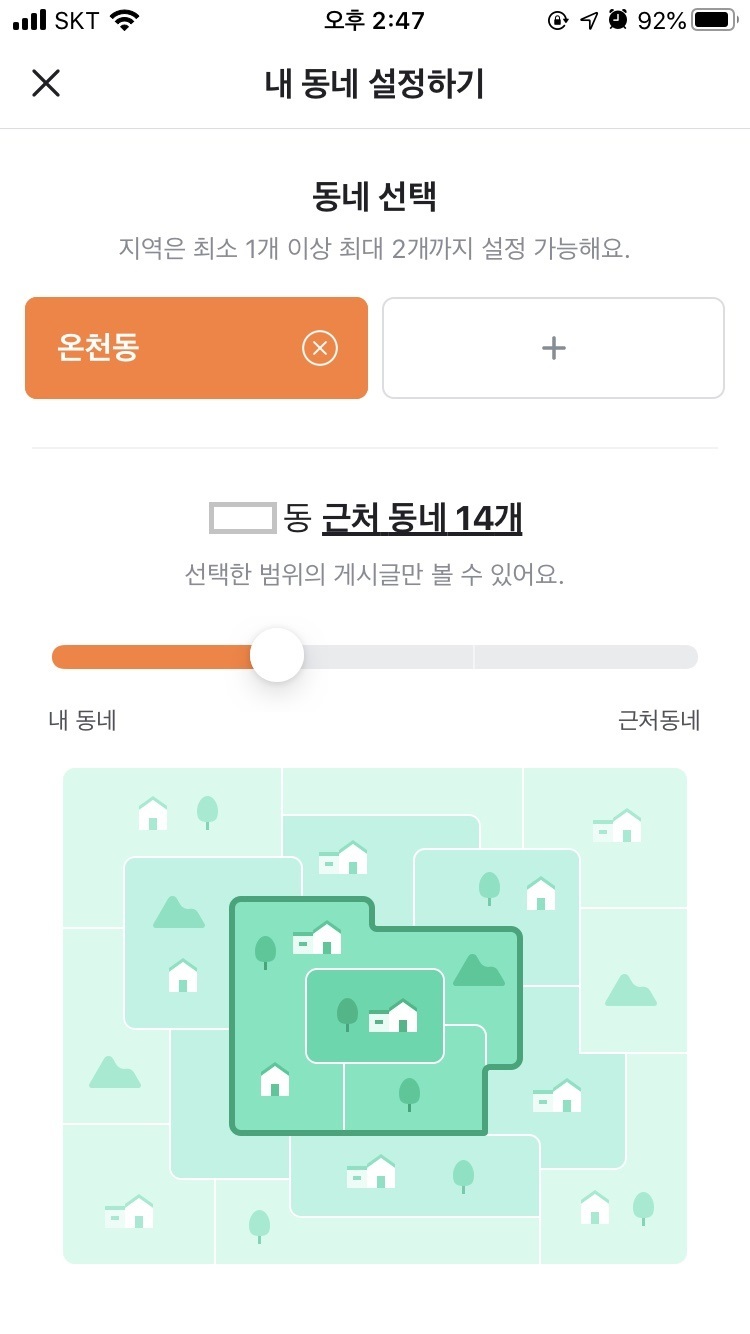 SKT 오후 2:47 92%
내 동네 설정하기
동네 선택
지역은 최소 1개 이상 최대 2개까지 설정 가능해요.
온천동
+
동 근처 동네 14개
선택한 범위의 게시글만 볼 수 있어요.
내 동네 근처동네